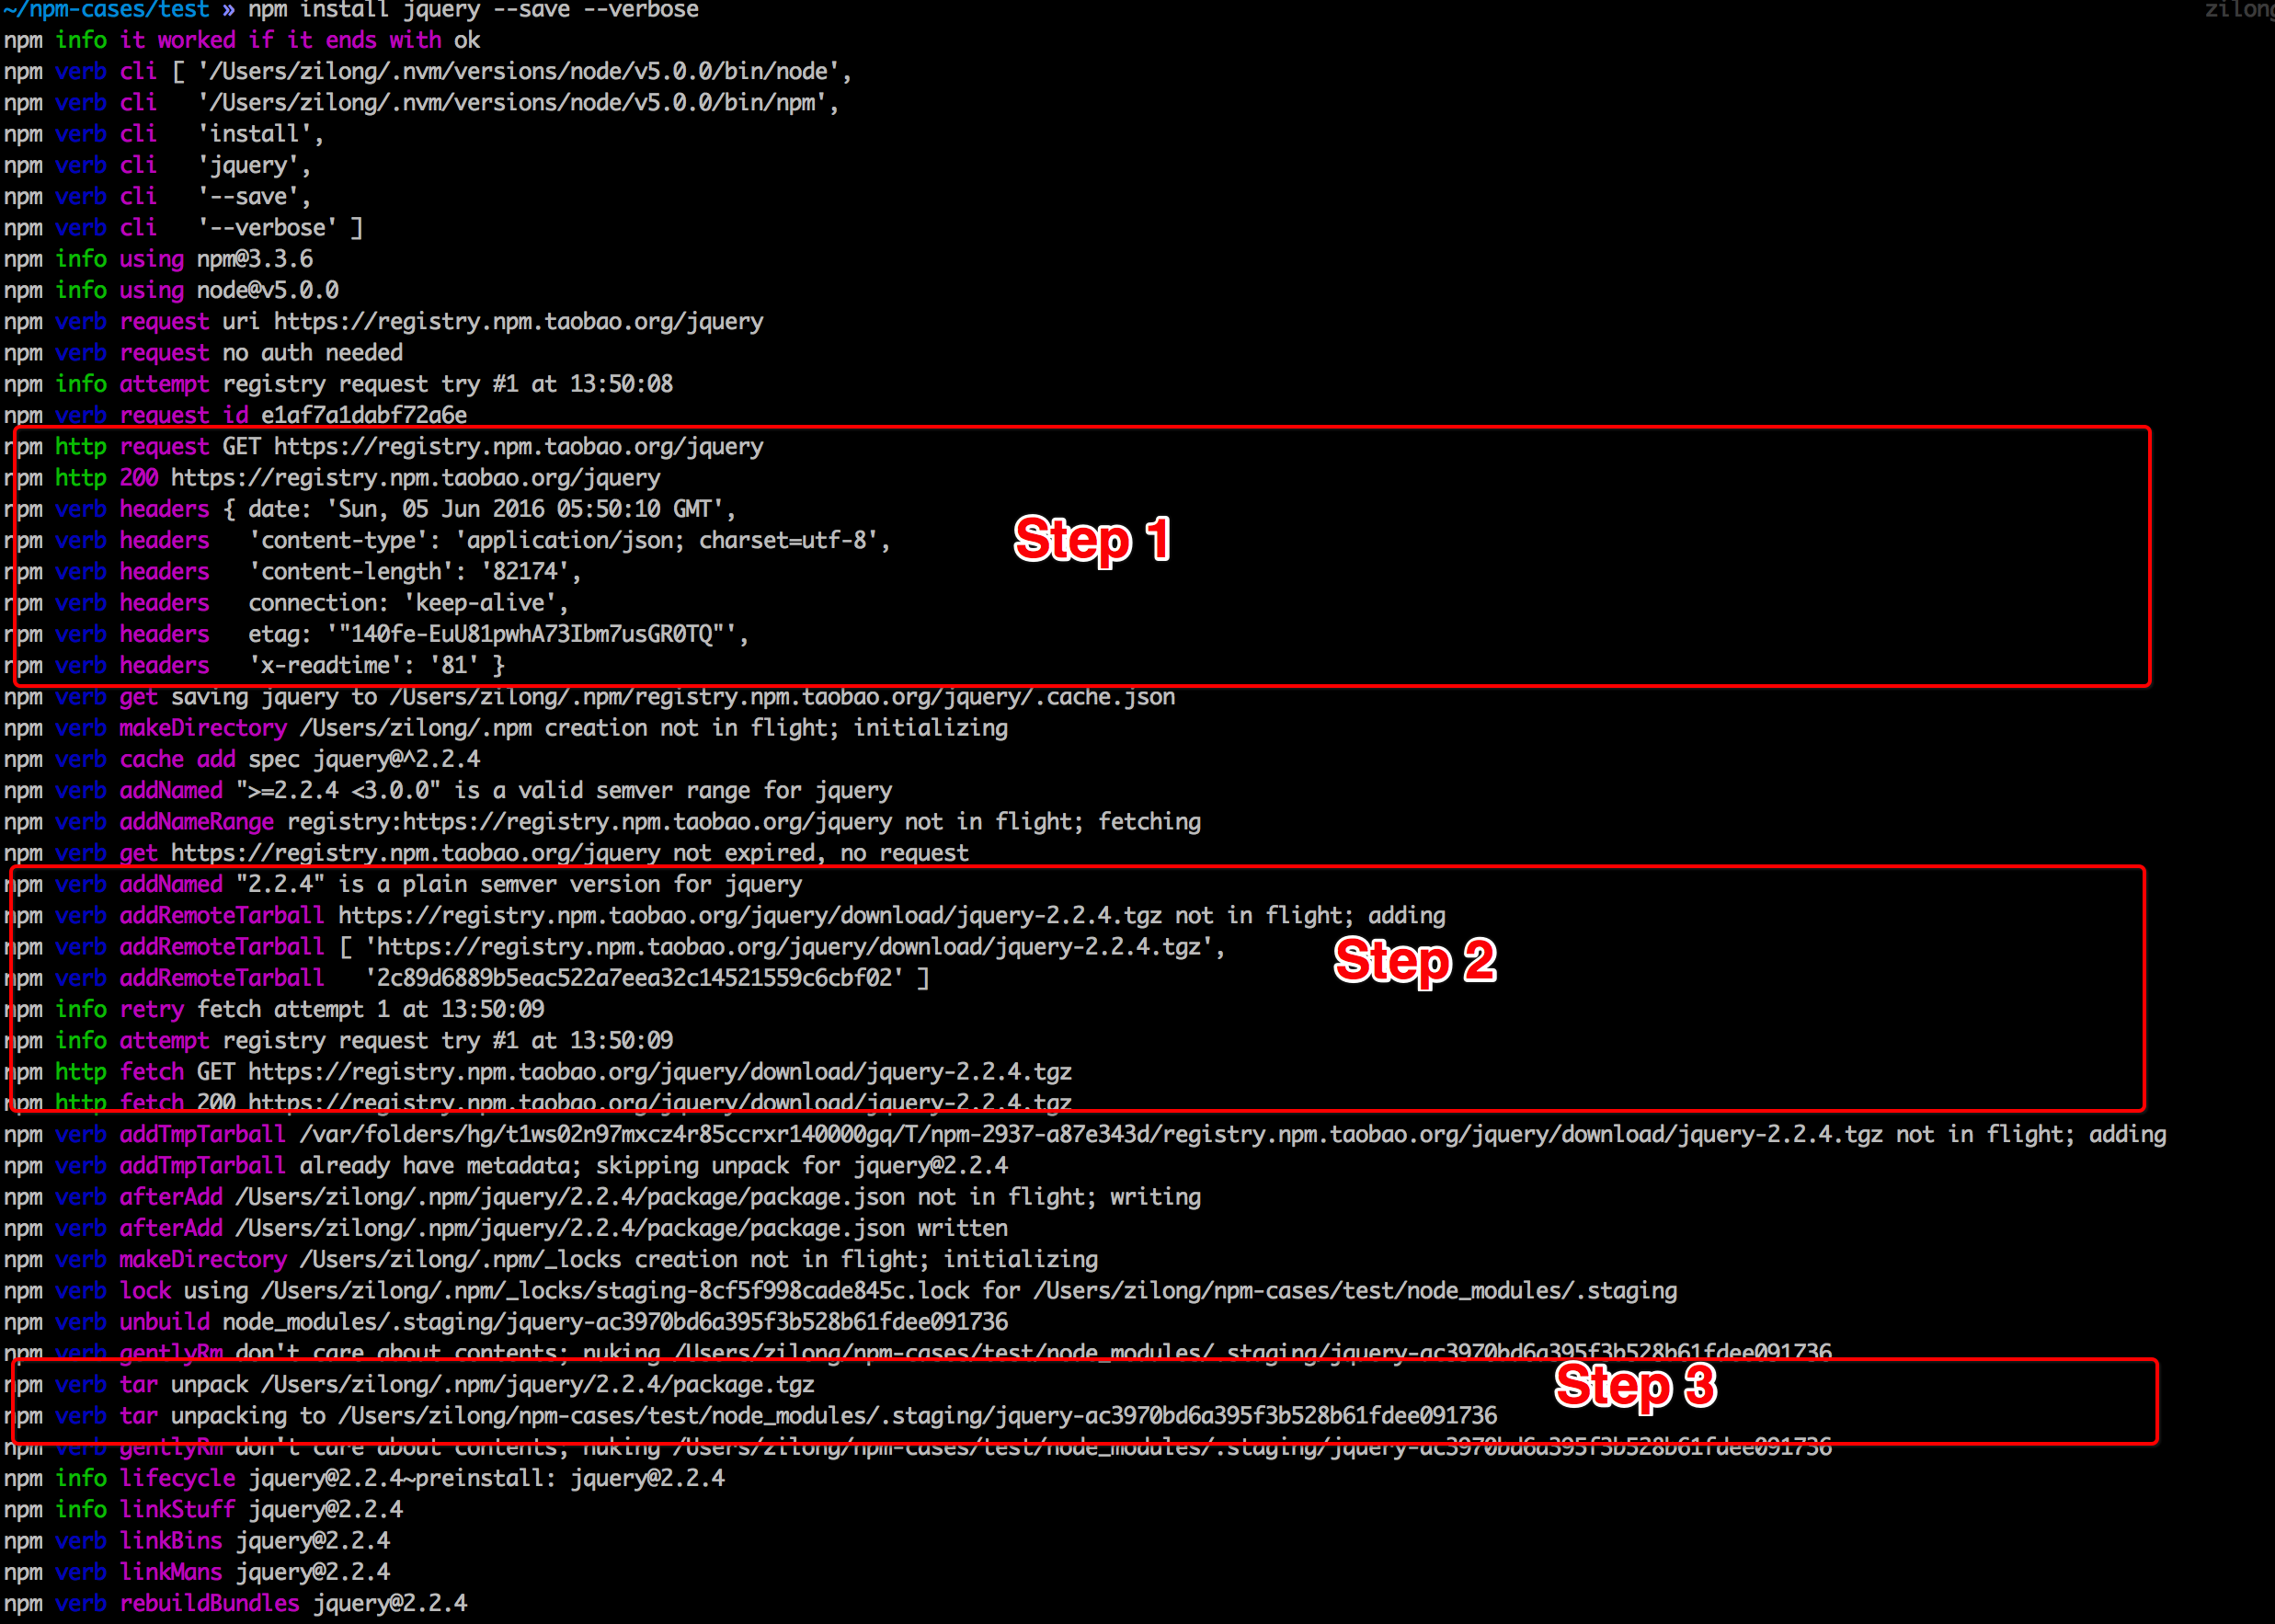 ~/npm-cases/test » npm install jquery --save --verbose zilong
npm info it worked if it ends with ok
npm verb cli [ '/Users/zilong/.nvm/versions/node/v5.0.0/bin/node',
npm verb cli   '/Users/zilong/.nvm/versions/node/v5.0.0/bin/npm',
npm verb cli   'install',
npm verb cli   'jquery',
npm verb cli   '--save',
npm verb cli   '--verbose' ]
npm info using npm@3.3.6
npm info using node@v5.0.0
npm verb request uri https://registry.npm.taobao.org/jquery
npm verb request no auth needed
npm info attempt registry request try #1 at 13:50:08
npm verb request id e1af7a1dabf72a6e
npm http request GET https://registry.npm.taobao.org/jquery
npm http 200 https://registry.npm.taobao.org/jquery
npm verb headers { date: 'Sun, 05 Jun 2016 05:50:10 GMT',
npm verb headers   'content-type': 'application/json; charset=utf-8',
Step 1
npm verb headers   'content-length': '82174',
npm verb headers   connection: 'keep-alive',
npm verb headers   etag: '"140fe-EuU81pwhA73Ibm7usGR0TQ"',
npm verb headers   'x-readtime': '81' }
npm verb get saving jquery to /Users/zilong/.npm/registry.npm.taobao.org/jquery/.cache.json
npm verb makeDirectory /Users/zilong/.npm creation not in flight; initializing
npm verb cache add spec jquery@^2.2.4
npm verb addNamed ">=2.2.4 <3.0.0" is a valid semver range for jquery
npm verb addNameRange registry:https://registry.npm.taobao.org/jquery not in flight; fetching
npm verb get https://registry.npm.taobao.org/jquery not expired, no request
npm verb addNamed "2.2.4" is a plain semver version for jquery
npm verb addRemoteTarball https://registry.npm.taobao.org/jquery/download/jquery-2.2.4.tgz not in flight; adding
npm verb addRemoteTarball [ 'https://registry.npm.taobao.org/jquery/download/jquery-2.2.4.tgz',
Step 2
npm verb addRemoteTarball   '2c89d6889b5eac522a7eea32c14521559c6cbf02' ]
npm info retry fetch attempt 1 at 13:50:09
npm info attempt registry request try #1 at 13:50:09
npm http fetch GET https://registry.npm.taobao.org/jquery/download/jquery-2.2.4.tgz
npm http fetch 200 https://registry.npm.taobao.org/jquery/download/jquery-2.2.4.tgz
npm verb addTmpTarball /var/folders/hg/t1ws02n97mxcz4r85ccrxr140000gq/T/npm-2937-a87e343d/registry.npm.taobao.org/jquery/download/jquery-2.2.4.tgz not in flight; adding
npm verb addTmpTarball already have metadata; skipping unpack for jquery@2.2.4
npm verb afterAdd /Users/zilong/.npm/jquery/2.2.4/package/package.json not in flight; writing
npm verb afterAdd /Users/zilong/.npm/jquery/2.2.4/package/package.json written
npm verb makeDirectory /Users/zilong/.npm/_locks creation not in flight; initializing
npm verb lock using /Users/zilong/.npm/_locks/staging-8cf5f998cade845c.lock for /Users/zilong/npm-cases/test/node_modules/.staging
npm verb unbuild node_modules/.staging/jquery-ac3970bd6a395f3b528b61fdee091736
npm verb gentlyRm don't care about contents; nuking /Users/zilong/npm-cases/test/node_modules/.staging/jquery-ac3970bd6a395f3b528b61fdee091736
npm verb tar unpack /Users/zilong/.npm/jquery/2.2.4/package.tgz
Step 3
npm verb tar unpacking to /Users/zilong/npm-cases/test/node_modules/.staging/jquery-ac3970bd6a395f3b528b61fdee091736
npm verb gentlyRm don't care about contents; nuking /Users/zilong/npm-cases/test/node_modules/.staging/jquery-ac3970bd6a395f3b528b61fdee091736
npm info lifecycle jquery@2.2.4~preinstall: jquery@2.2.4
npm info linkStuff jquery@2.2.4
npm verb linkBins jquery@2.2.4
npm verb linkMans jquery@2.2.4
npm verb rebuildBundles jquery@2.2.4